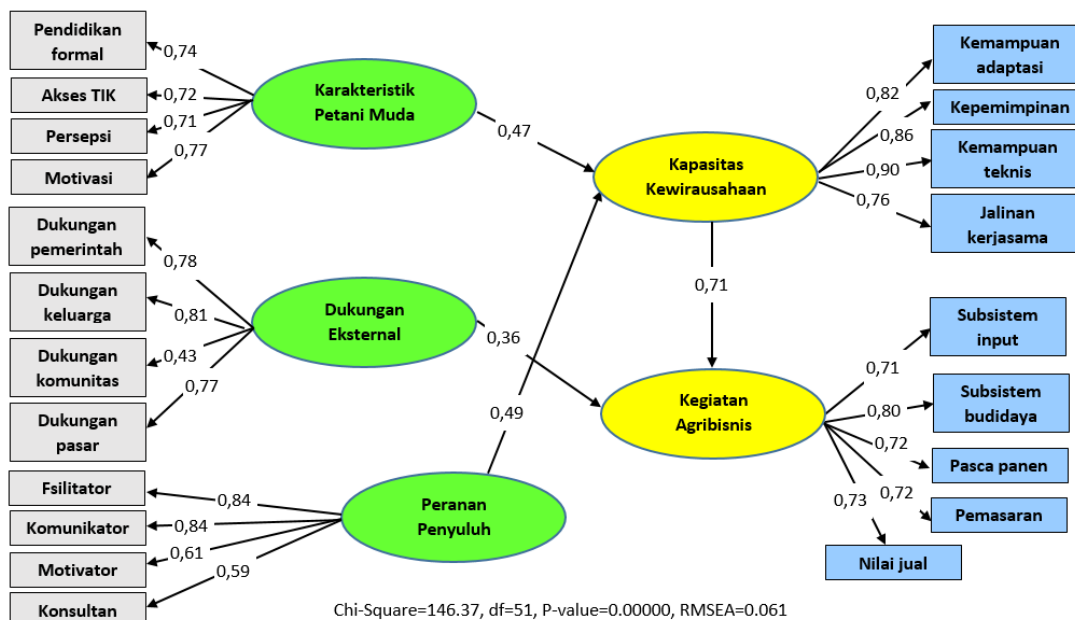 Pendidikan
formal
Akses TIK
Persepsi
Motivasi
0,74
0,72
0,71
0,77
Karakteristik
Petani Muda
0,47
Dukungan
pemerintah
Dukungan
keluarga
Dukungan
komunitas
Dukungan
pasar
0,78
0,81
0,43
0,77
Dukungan
Eksternal
0,36
Fsilitator
Komunikator
Motivator
Konsultan
0,84
0,84
0,61
0,59
Peranan
Penyuluh
0,49
Kapasitas
Kewirausahaan
0,71
0,82
0,86
0,90
0,76
Kemampuan
adaptasi
Kepemimpinan
Kemampuan
teknis
Jalinan
kerjasama
Kegiatan
Agribisnis
0,71
0,80
0,72
0,72
0,73
Subsistem
input
Subsistem
budidaya
Pasca panen
Pemasaran
Nilai jual
Chi-Square=146.37, df=51, P-value=0.00000, RMSEA=0.061